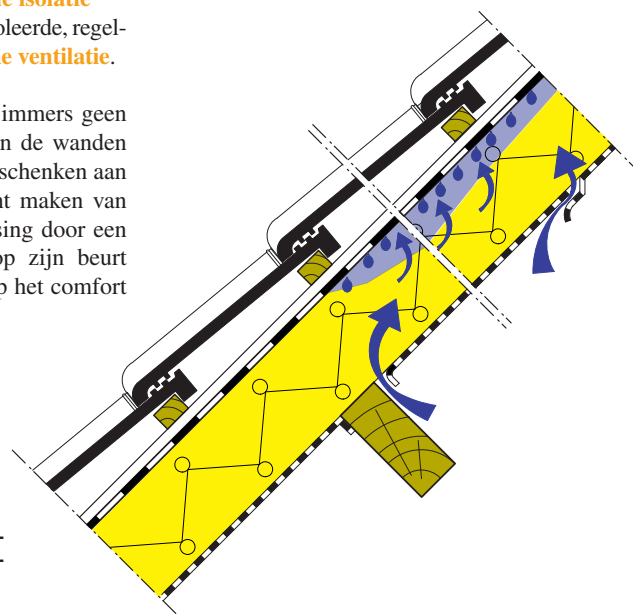 e isolatie
oleerde, regel-
e ventilatie.
immers geen
n de wanden
schenken aan
nt maken van
sing door een
op zijn beurt
p het comfort